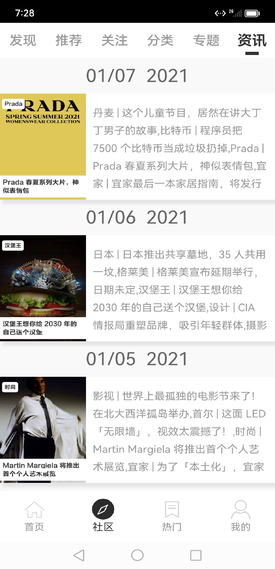 7:28
发现 推荐 关注 分类 专题 资讯
01/07 2021
Prada
PRADA
SPRING SUMMER 2021
WOMENSWEAR COLLECTION
Prada 春夏系列大片，神
似表情包
丹麦 | 这个儿童节目，居然在讲大丁
丁男子的故事,比特币 | 程序员把
7500 个比特币当成垃圾扔掉,Prada |
Prada 春夏系列大片，神似表情包,宜
家 | 宜家最后一本家居指南，将发行
01/06 2021
汉堡王
汉堡王想你给 2030 年的
自己送个汉堡
日本 | 日本推出共享墓地，35 人共用
一坟,格莱美 | 格莱美宣布延期举行，
日期未定,汉堡王 | 汉堡王想你给
2030 年的自己送个汉堡,设计 | CIA
情报局重塑品牌，吸引年轻群体,摄影
01/05 2021
时尚
Martin Margiela 将推出
首个个人艺术展览
影视 | 世界上最孤独的电影节来了！
在北大西洋孤岛举办,首尔 | 这面 LED
「无限墙」，视效太震撼了！,时尚 |
Martin Margiela 将推出首个个人艺
术展览,宜家 | 为了「本土化」，宜家
首页 社区 热门 我的